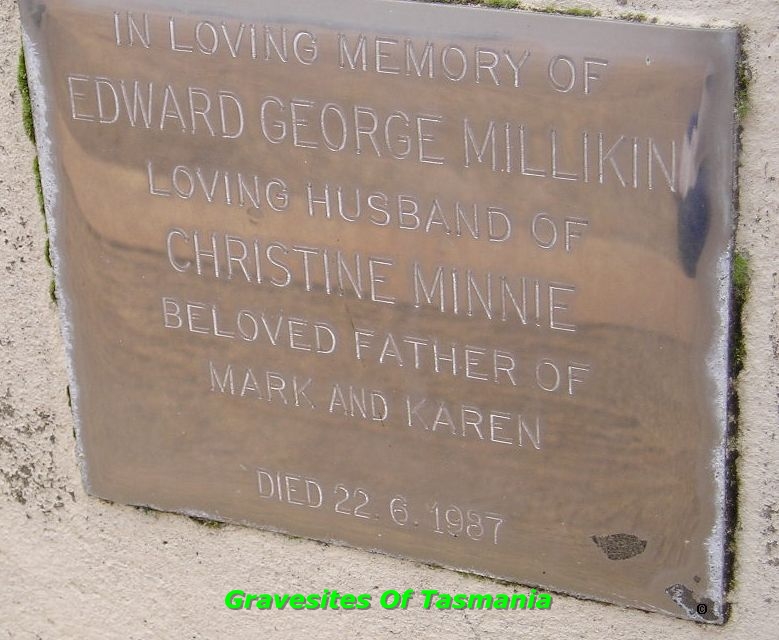 IN LOVING MEMORY OF
EDWARD GEORGE MILLIKIN
LOVING HUSBAND OF
CHRISTINE MINNIE
BELOVED FATHER OF
MARK AND KAREN
DIED 22.6.1987
Gravesites Of Tasmania